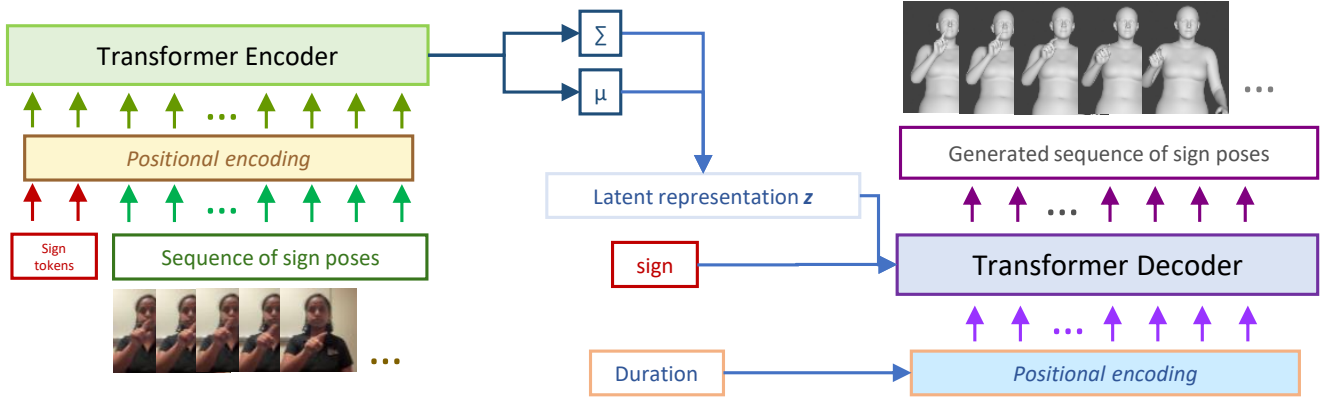 Transformer Encoder
∑
μ
...
Positional encoding
...
Sign
tokens
Sequence of sign poses
...
Latent representation z
sign
Duration
...
Generated sequence of sign poses
...
Transformer Decoder
...
Positional encoding